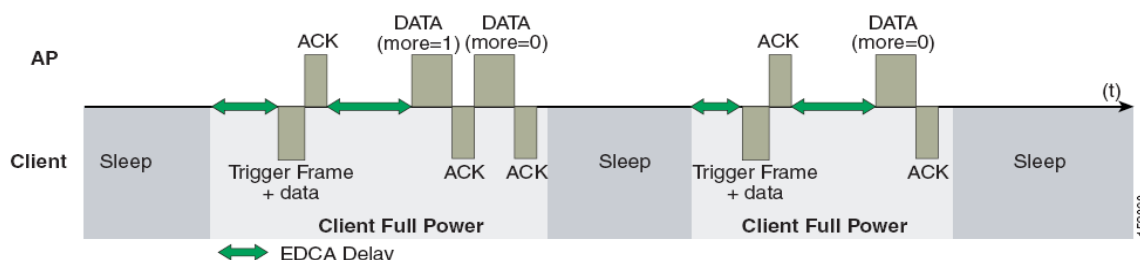 DATA DATA DATA
ACK (more=1) (more=0) ACK (more=0)
AP
(t)
Client Sleep Sleep Sleep
Trigger Frame ACK ACK Trigger Frame ACK
+ data + data
Client Full Power Client Full Power
EDCA Delay